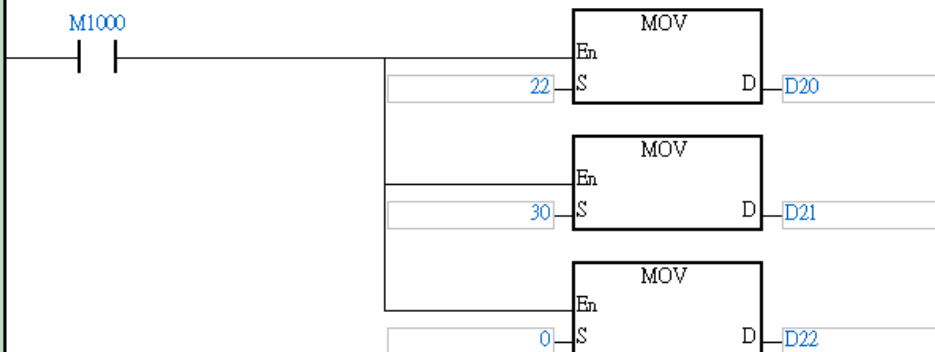 M1000
MOV
En
22 S D D20
MOV
En
30 S D D21
MOV
En
0 S D D22